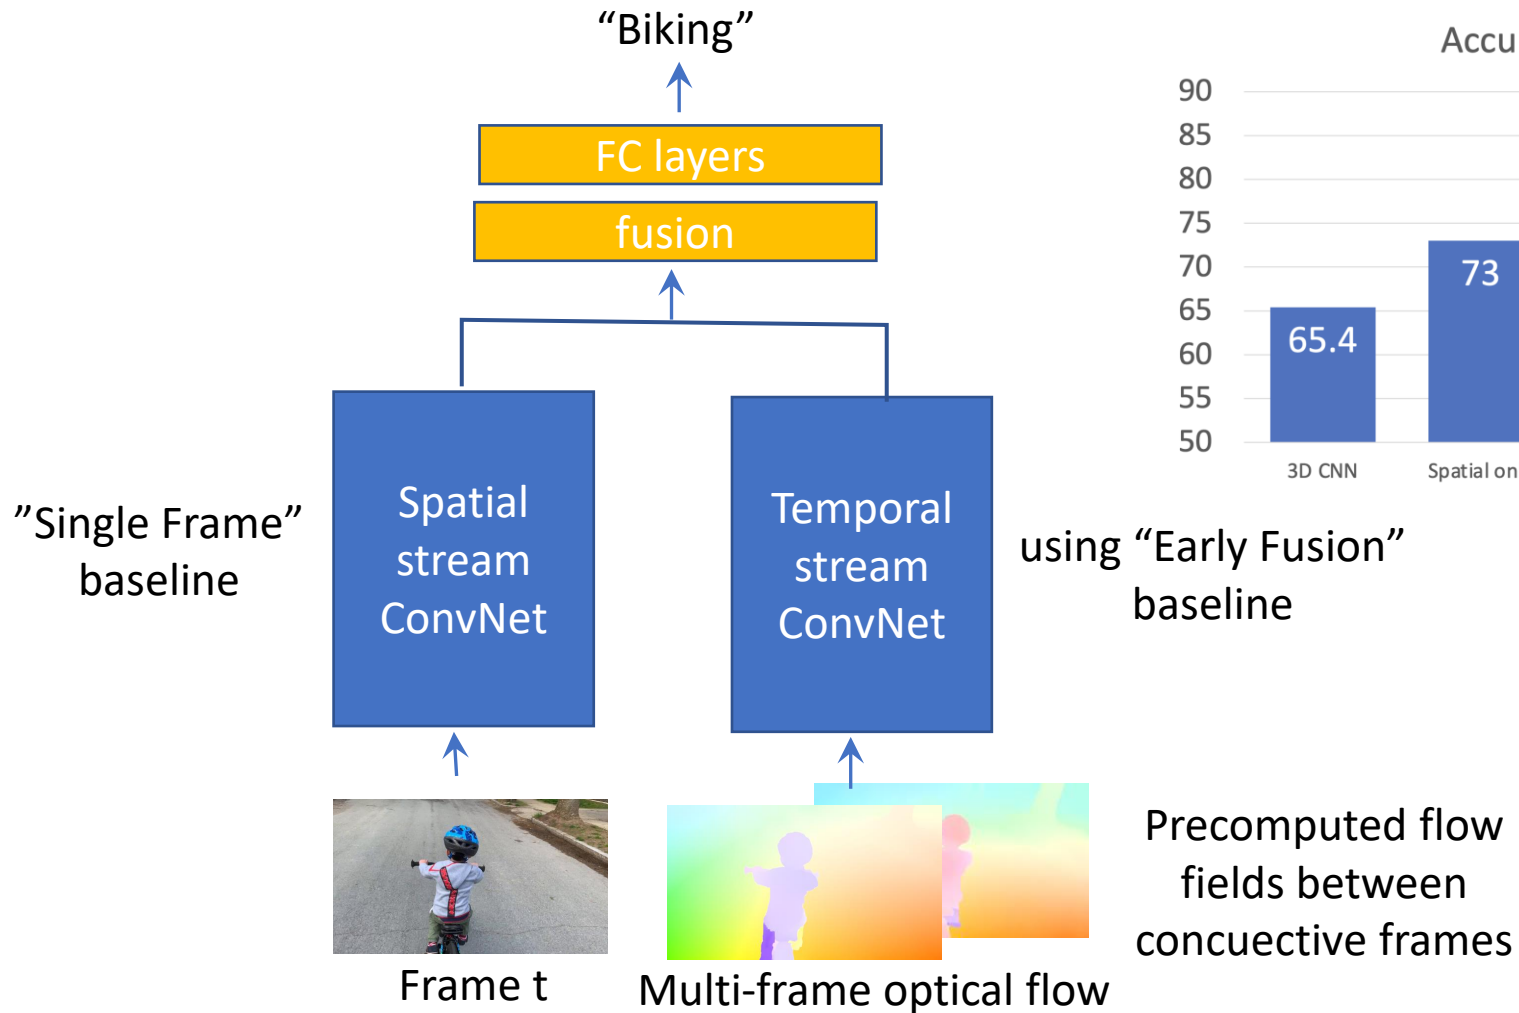 “Biking”
FC layers
fusion
Spatial
stream
ConvNet
Temporal
stream
ConvNet
”Single Frame”
baseline
using “Early Fusion”
baseline
Frame t
Multi-frame optical flow
Precomputed flow
fields between
concuective frames
Accu
90
85
80
75
70
65
60
55
50
65.4
73
3D CNN
Spatial on